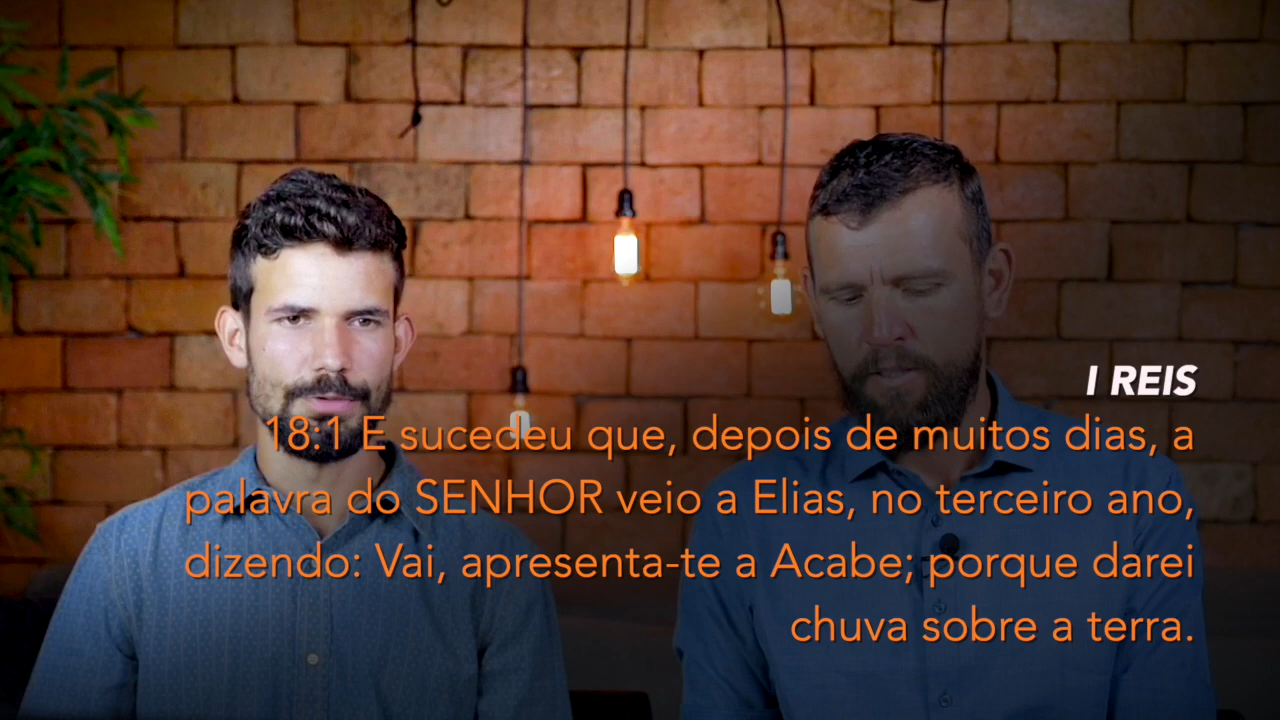 I REIS
18:1 E sucedeu que, depois de muitos dias, a
palavra do SENHOR veio a Elias, no terceiro ano,
dizendo: Vai, apresenta-te a Acabe; porque darei
chuva sobre a terra.